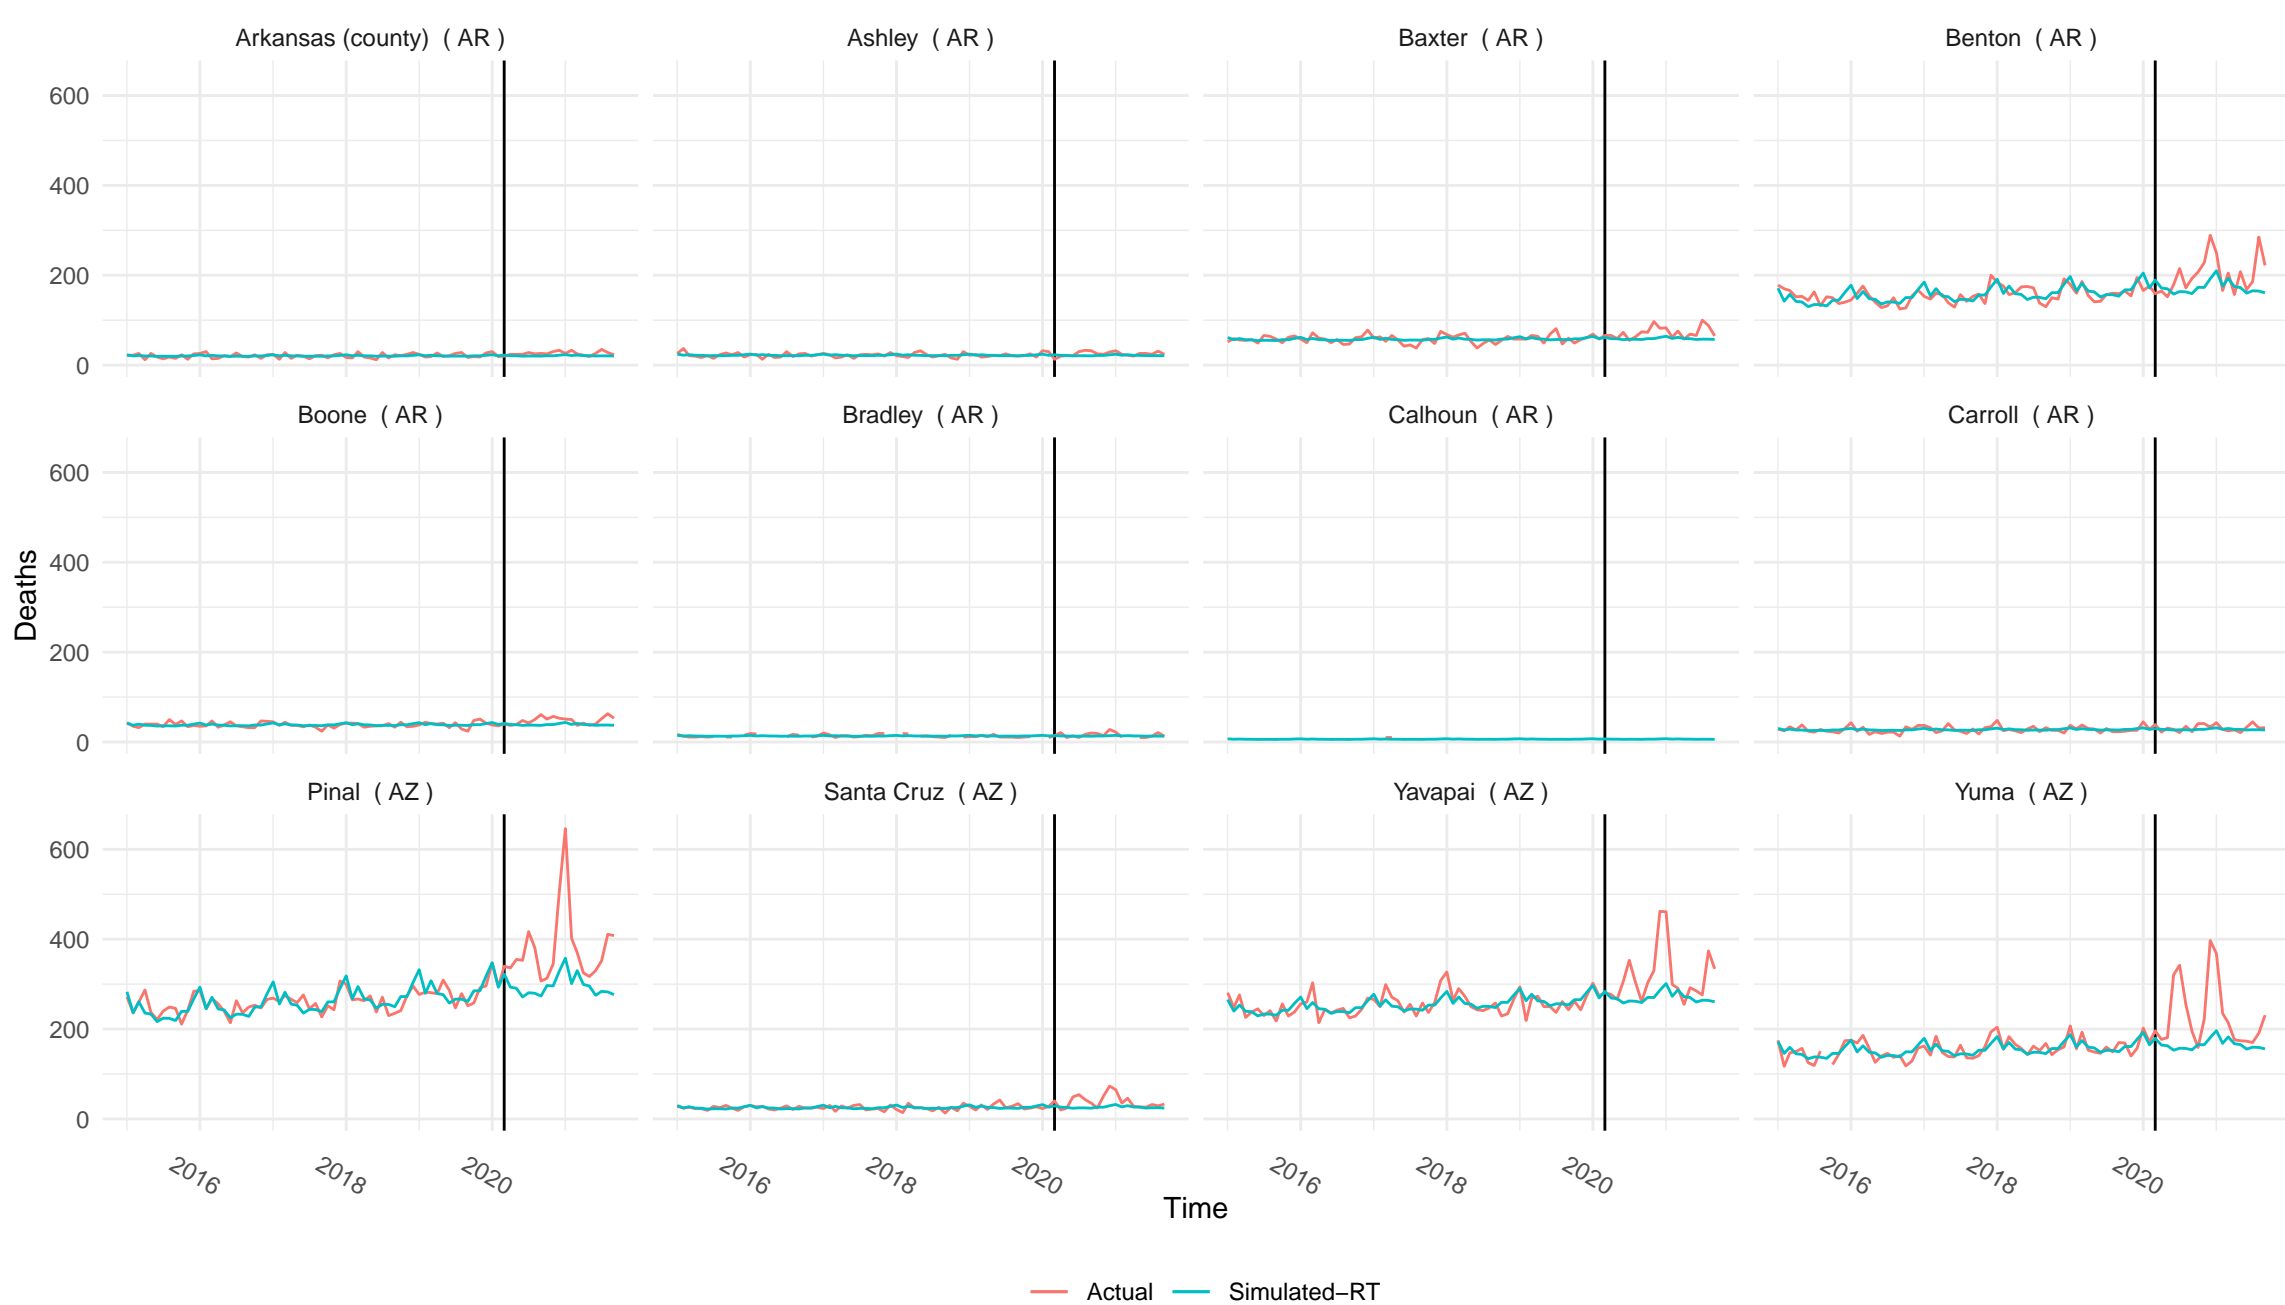 Arkansas (county)  ( AR )
Ashley  ( AR )
Baxter  ( AR )
Benton  ( AR )
600
400
200
0
Boone  ( AR )
Bradley  ( AR )
Calhoun  ( AR )
Carroll  ( AR )
600
400
200
0
Deaths
Pinal  ( AZ )
Santa Cruz  ( AZ )
Yavapai  ( AZ )
Yuma  ( AZ )
600
400
200
0
2016 2018 2020
2016 2018 2020
2016 2018 2020
2016 2018 2020
Time
Actual
Simulated−RT